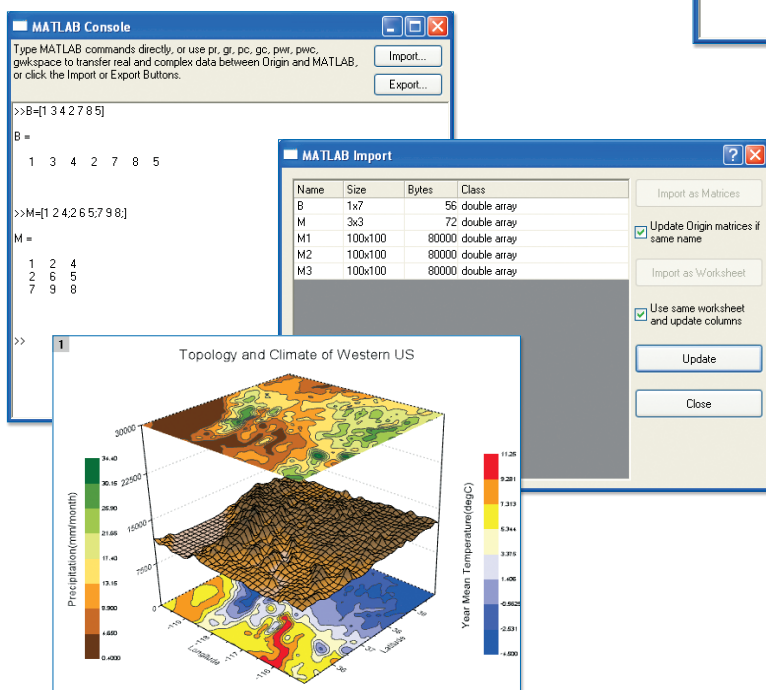 MATLAB Console
Type MATLAB commands directly, or use pr, gr, pc, gc, pwr, pwc,
gwkspace to transfer real and complex data between Origin and MATLAB,
or click the Import or Export Buttons.
Import...
Export...
>>B=[1 3 4 2 7 8 5]
B =
1 3 4 2 7 8 5
>>M=[1 2 4;2 6 5;7 9 8;]
M =
1 2 4
2 6 5
7 9 8
>>
MATLAB Import
Name Size Bytes Class
B 1x7 56 double array
M 3x3 72 double array
M1 100x100 80000 double array
M2 100x100 80000 double array
M3 100x100 80000 double array
Import as Matrices
Update Origin matrices if
same name
Import as Worksheet
Use same worksheet
and update columns
Update
Close
1
Topology and Climate of Western US
30000
22500
15000
7500
0
Precipitation(mm/month)
34.40
30.15
25.90
21.65
17.40
13.15
8.900
4.650
0.4000
Longitude
-119
-118
-117
-116
Latitude
36
37
38
39
Year Mean Temperature(degC)
11.25
9.281
7.313
5.344
3.375
1.406
-0.5625
-2.531
-4.500